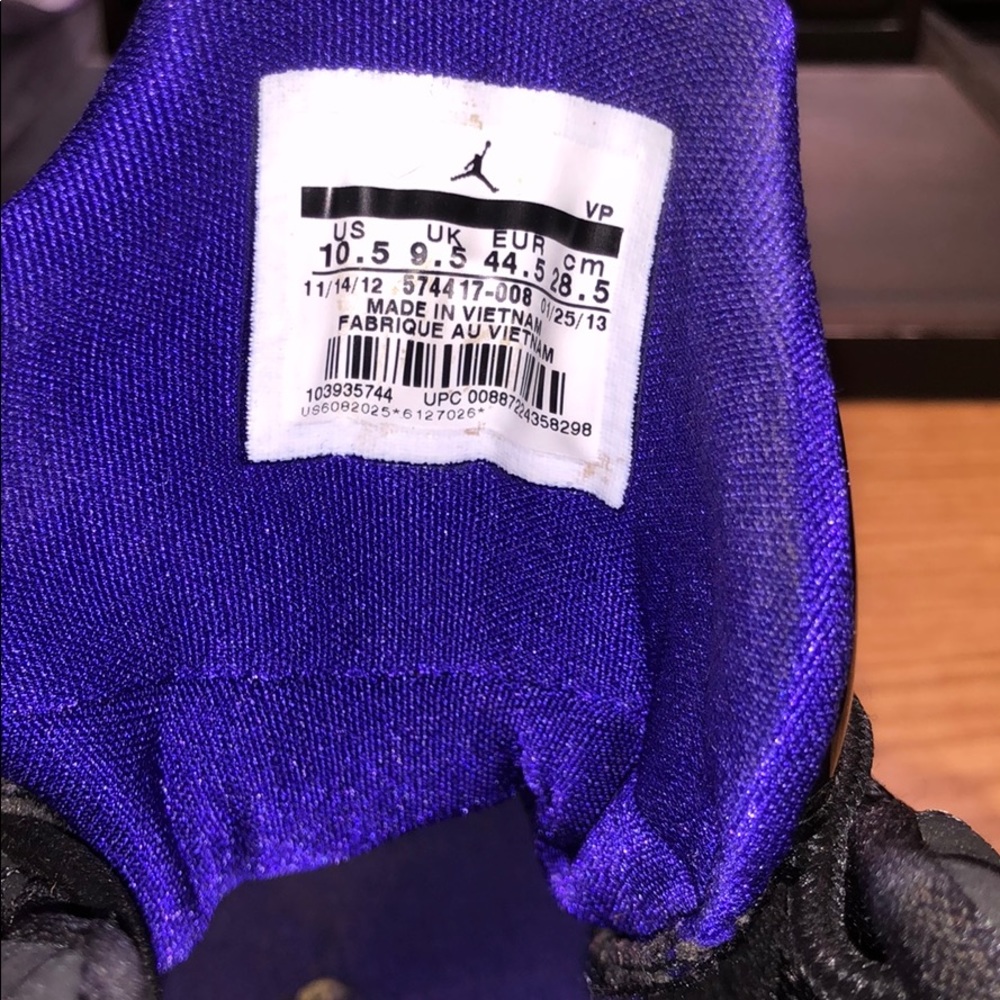 VP
US UK EUR cm
10.5 9.5 44.5 28.5
11/14/12 574417-008 01/25/13
MADE IN VIETNAM
FABRIQUE AU VIETNAM
103935744 UPC 00887224358298
US6082025*6127026*